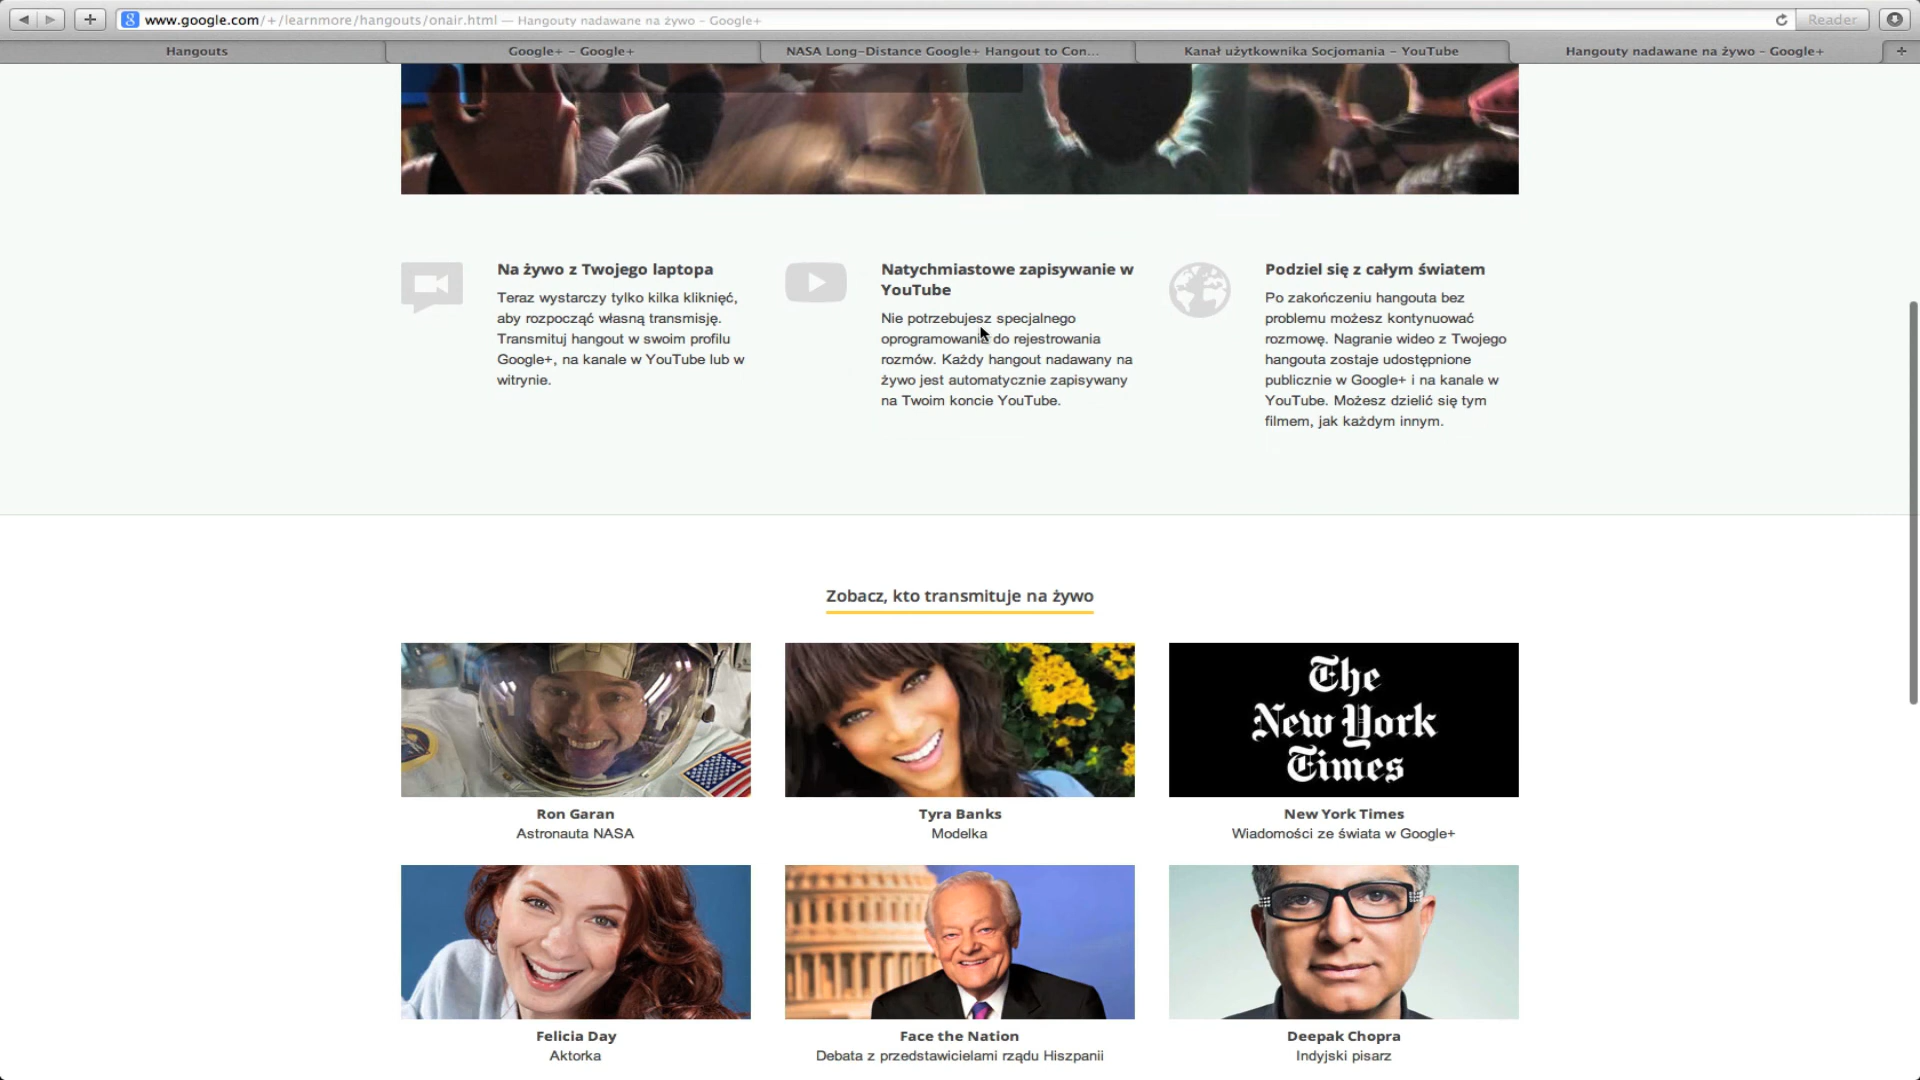 www.google.com/+/learnmore/hangouts/onair.html — Hangouty nadawane na żywo – Google+
Reader
Hangouts
Google+ – Google+
NASA Long-Distance Google+ Hangout to Con...
Kanał użytkownika Socjomania – YouTube
Hangouty nadawane na żywo – Google+
Na żywo z Twojego laptopa
Teraz wystarczy tylko kilka kliknięć,
aby rozpocząć własną transmisję.
Transmituj hangout w swoim profilu
Google+, na kanale w YouTube lub w
witrynie.
Natychmiastowe zapisywanie w
YouTube
Nie potrzebujesz specjalnego
oprogramowania do rejestrowania
rozmów. Każdy hangout nadawany na
żywo jest automatycznie zapisywany
na Twoim koncie YouTube.
Podziel się z całym światem
Po zakończeniu hangouta bez
problemu możesz kontynuować
rozmowę. Nagranie wideo z Twojego
hangouta zostaje udostępnione
publicznie w Google+ i na kanale w
YouTube. Możesz dzielić się tym
filmem, jak każdym innym.
Zobacz, kto transmituje na żywo
The
New York
Times
Ron Garan
Astronauta NASA
Tyra Banks
Modelka
New York Times
Wiadomości ze świata w Google+
Felicia Day
Aktorka
Face the Nation
Debata z przedstawicielami rządu Hiszpanii
Deepak Chopra
Indyjski pisarz